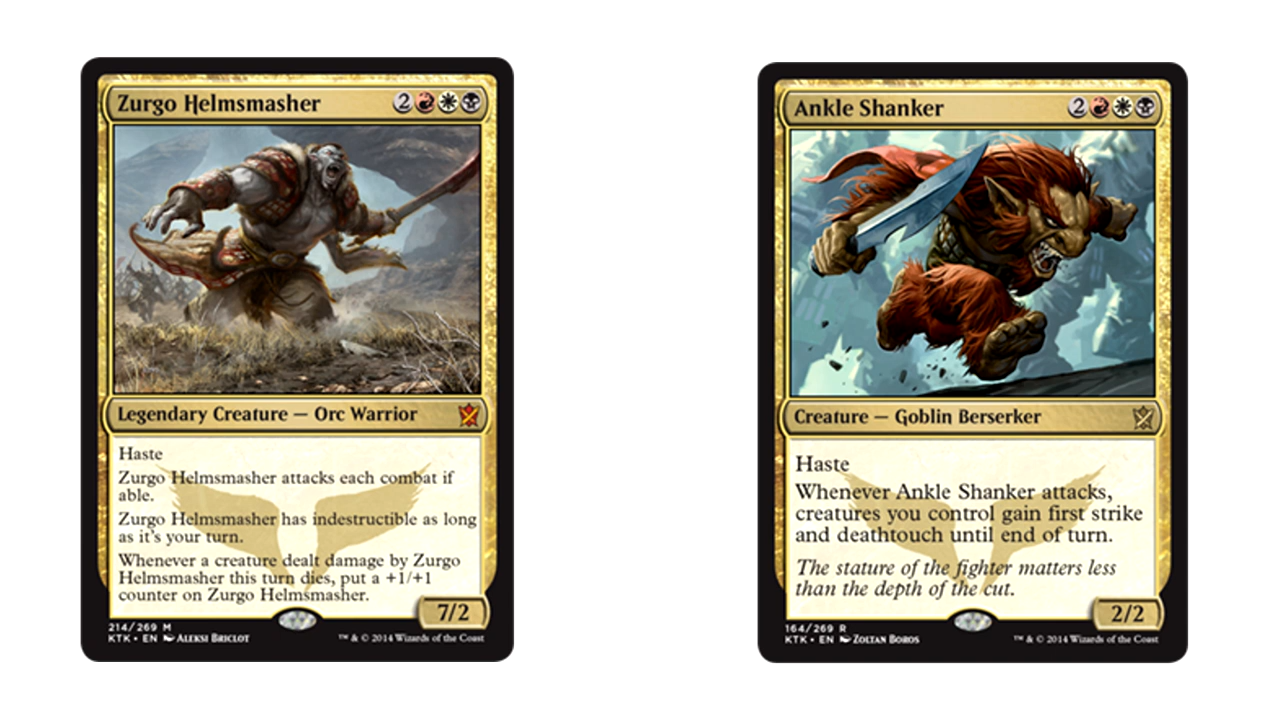 Zurgo Helmsmasher
2
Legendary Creature — Orc Warrior
Haste
Zurgo Helmsmasher attacks each combat if
able.
Zurgo Helmsmasher has indestructible as long
as it's your turn.
Whenever a creature dealt damage by Zurgo
Helmsmasher this turn dies, put a +1/+1
counter on Zurgo Helmsmasher.
7/2
214/269 M
KTK • EN Aleksi Briclot
™ & © 2014 Wizards of the Coast
Ankle Shanker
2
Creature — Goblin Berserker
Haste
Whenever Ankle Shanker attacks,
creatures you control gain first strike
and deathtouch until end of turn.
The stature of the fighter matters less
than the depth of the cut.
2/2
164/269 R
KTK • EN Zoltan Boros
™ & © 2014 Wizards of the Coast